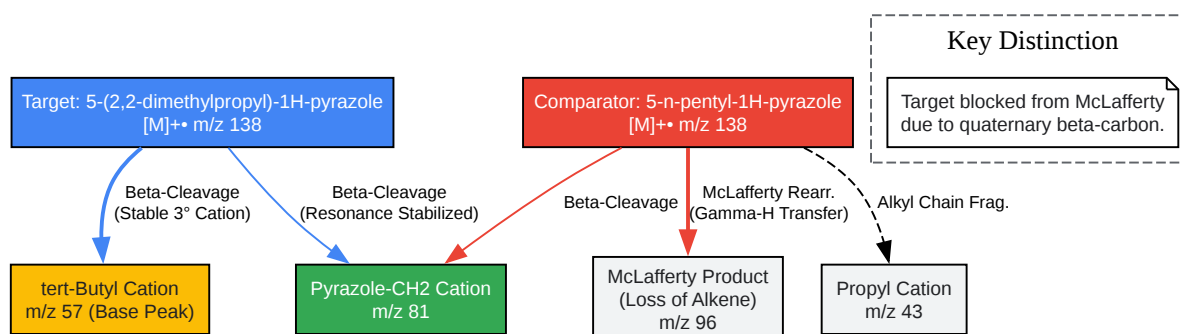 Key Distinction
Target blocked from McLafferty
due to quaternary beta-carbon.
Target: 5-(2,2-dimethylpropyl)-1H-pyrazole
[M]+• m/z 138
Comparator: 5-n-pentyl-1H-pyrazole
[M]+• m/z 138
Beta-Cleavage
(Stable 3° Cation)
Beta-Cleavage
(Resonance Stabilized)
Beta-Cleavage
McLafferty Rearr.
(Gamma-H Transfer)
Alkyl Chain Frag.
tert-Butyl Cation
m/z 57 (Base Peak)
Pyrazole-CH2 Cation
m/z 81
McLafferty Product
(Loss of Alkene)
m/z 96
Propyl Cation
m/z 43